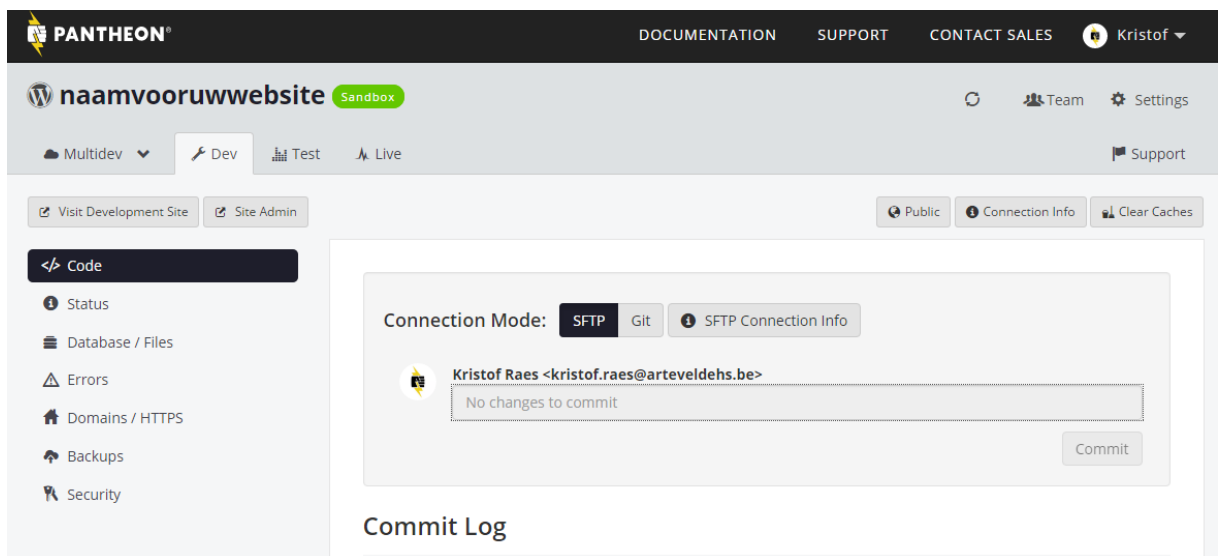 PANTHEON® DOCUMENTATION SUPPORT CONTACT SALES Kristof
naamvooruwwebsite Sandbox Team Settings
Multidev Dev Test Live Support
Visit Development Site Site Admin Public Connection Info Clear Caches
Code
Status
Database / Files
Errors
Domains / HTTPS
Backups
Security
Connection Mode: SFTP Git SFTP Connection Info
Kristof Raes <kristof.raes@arteveldehs.be>
No changes to commit
Commit
Commit Log